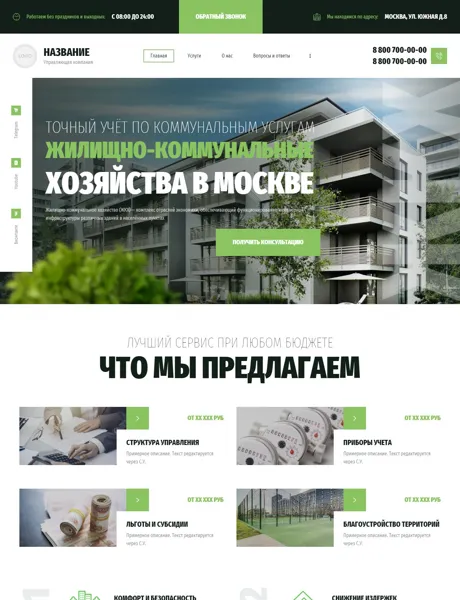 Работаем без праздников и выходных С 08:00 ДО 24:00
ОБРАТНЫЙ ЗВОНОК
Мы находимся по адресу: МОСКВА, УЛ. ЮЖНАЯ Д.8
НАЗВАНИЕ
Управляющая компания
Главная Услуги О нас Вопросы и ответы
8 800 700-00-00
8 800 700-00-00
Telegram
Youtube
Вконтакте
ТОЧНЫЙ УЧЁТ ПО КОММУНАЛЬНЫМ УСЛУГАМ
ЖИЛИЩНО-КОММУНАЛЬНЫЕ
ХОЗЯЙСТВА В МОСКВЕ
Жилищно-коммунальное хозяйство (ЖКХ) – комплекс отраслей экономики, обеспечивающий функционирование
инфраструктуры различных зданий в населённых пунктах.
ПОЛУЧИТЬ КОНСУЛЬТАЦИЮ
ЛУЧШИЙ СЕРВИС ПРИ ЛЮБОМ БЮДЖЕТЕ
ЧТО МЫ ПРЕДЛАГАЕМ
ОТ XX XXX РУБ
СТРУКТУРА УПРАВЛЕНИЯ
Примерное описание. Текст редактируется
через С.У.
ОТ XX XXX РУБ
ПРИБОРЫ УЧЕТА
Примерное описание. Текст редактируется
через С.У.
ОТ XX XXX РУБ
ЛЬГОТЫ И СУБСИДИИ
Примерное описание. Текст редактируется
через С.У.
ОТ XX XXX РУБ
БЛАГОУСТРОЙСТВО ТЕРРИТОРИЙ
Примерное описание. Текст редактируется
через С.У.
1
КОМФОРТ И БЕЗОПАСНОСТЬ
2
СНИЖЕНИЕ ИЗДЕРЖЕК